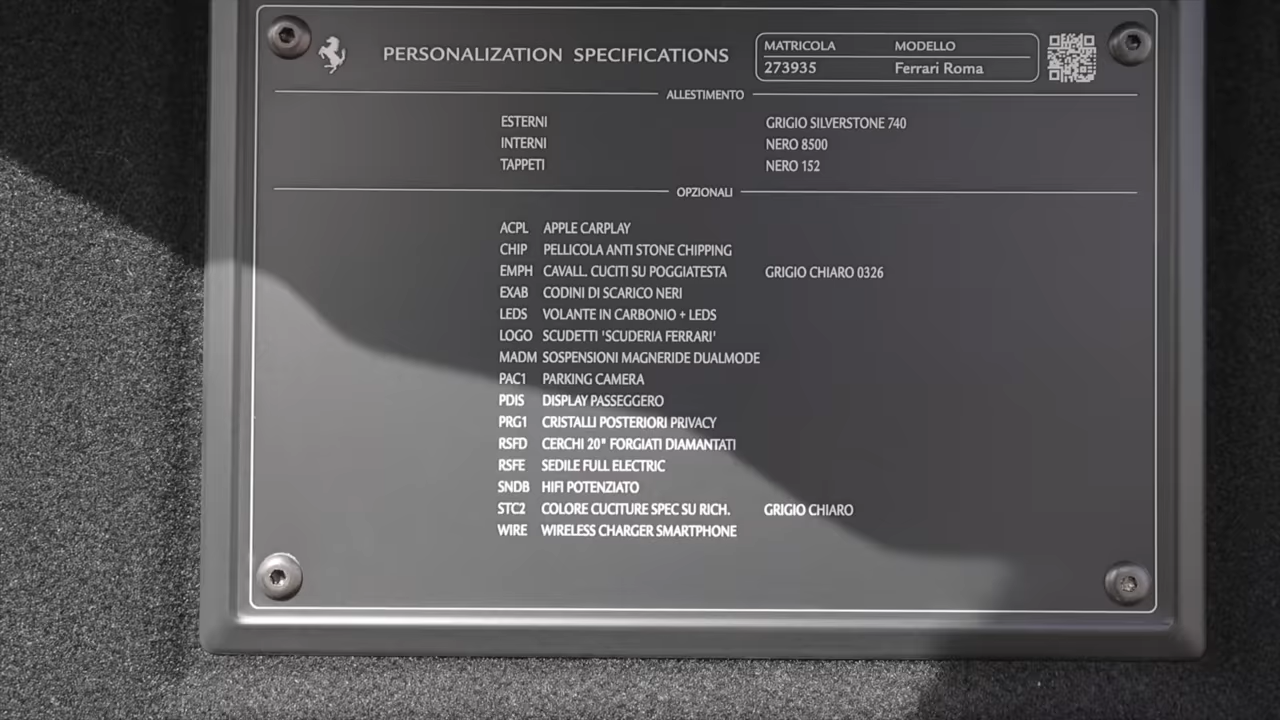 PERSONALIZATION SPECIFICATIONS
MATRICOLA MODELLO
273935 Ferrari Roma
ALLESTIMENTO
ESTERNI GRIGIO SILVERSTONE 740
INTERNI NERO 8500
TAPPETI NERO 152
OPZIONALI
ACPL APPLE CARPLAY
CHIP PELLICOLA ANTI STONE CHIPPING
EMPH CAVALL. CUCITI SU POGGIATESTA GRIGIO CHIARO 0326
EXAB CODINI DI SCARICO NERI
LEDS VOLANTE IN CARBONIO + LEDS
LOGO SCUDETTI 'SCUDERIA FERRARI'
MADM SOSPENSIONI MAGNERIDE DUALMODE
PAC1 PARKING CAMERA
PDIS DISPLAY PASSEGGERO
PRG1 CRISTALLI POSTERIORI PRIVACY
RSFD CERCHI 20" FORGIATI DIAMANTATI
RSFE SEDILE FULL ELECTRIC
SNDB HIFI POTENZIATO
STC2 COLORE CUCITURE SPEC SU RICH. GRIGIO CHIARO
WIRE WIRELESS CHARGER SMARTPHONE